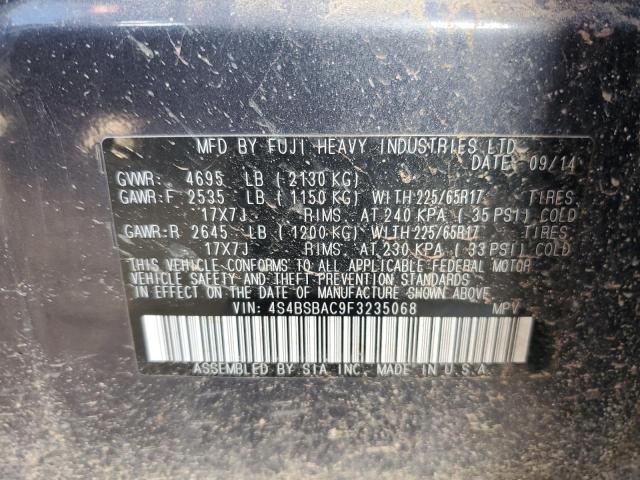 MFD BY FUJI HEAVY INDUSTRIES LTD.
DATE: 09/14
GVWR: 4695 LB (2130 KG)
GAWR:F 2535 LB (1150 KG) WITH 225/65R17 TIRES
17X7J RIMS, AT 240 KPA (35 PSI) COLD
GAWR:R 2645 LB (1200 KG) WITH 225/65R17 TIRES
17X7J RIMS, AT 230 KPA (33 PSI) COLD
THIS VEHICLE CONFORMS TO ALL APPLICABLE FEDERAL MOTOR
VEHICLE SAFETY, BUMPER, AND THEFT PREVENTION STANDARDS
IN EFFECT ON THE DATE OF MANUFACTURE SHOWN ABOVE.
VIN: 4S4BSBAC9F3235068 MPV
ASSEMBLED BY SIA INC. MADE IN U.S.A.